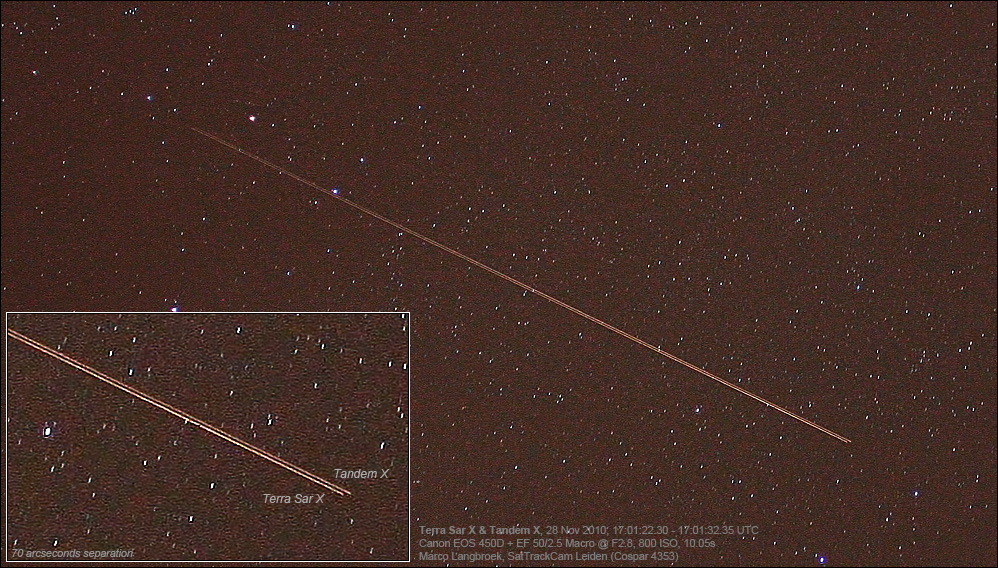 Tandem X
Terra Sar X
70 arcseconds separation
Terra Sar X & Tandem X, 28 Nov 2010, 17:01:22.30 - 17:01:32.35 UTC
Canon EOS 450D + EF 50/2.5 Macro @ F2.8, 800 ISO, 10.05s
Marco Langbroek, SatTrackCam Leiden (Cospar 4353)